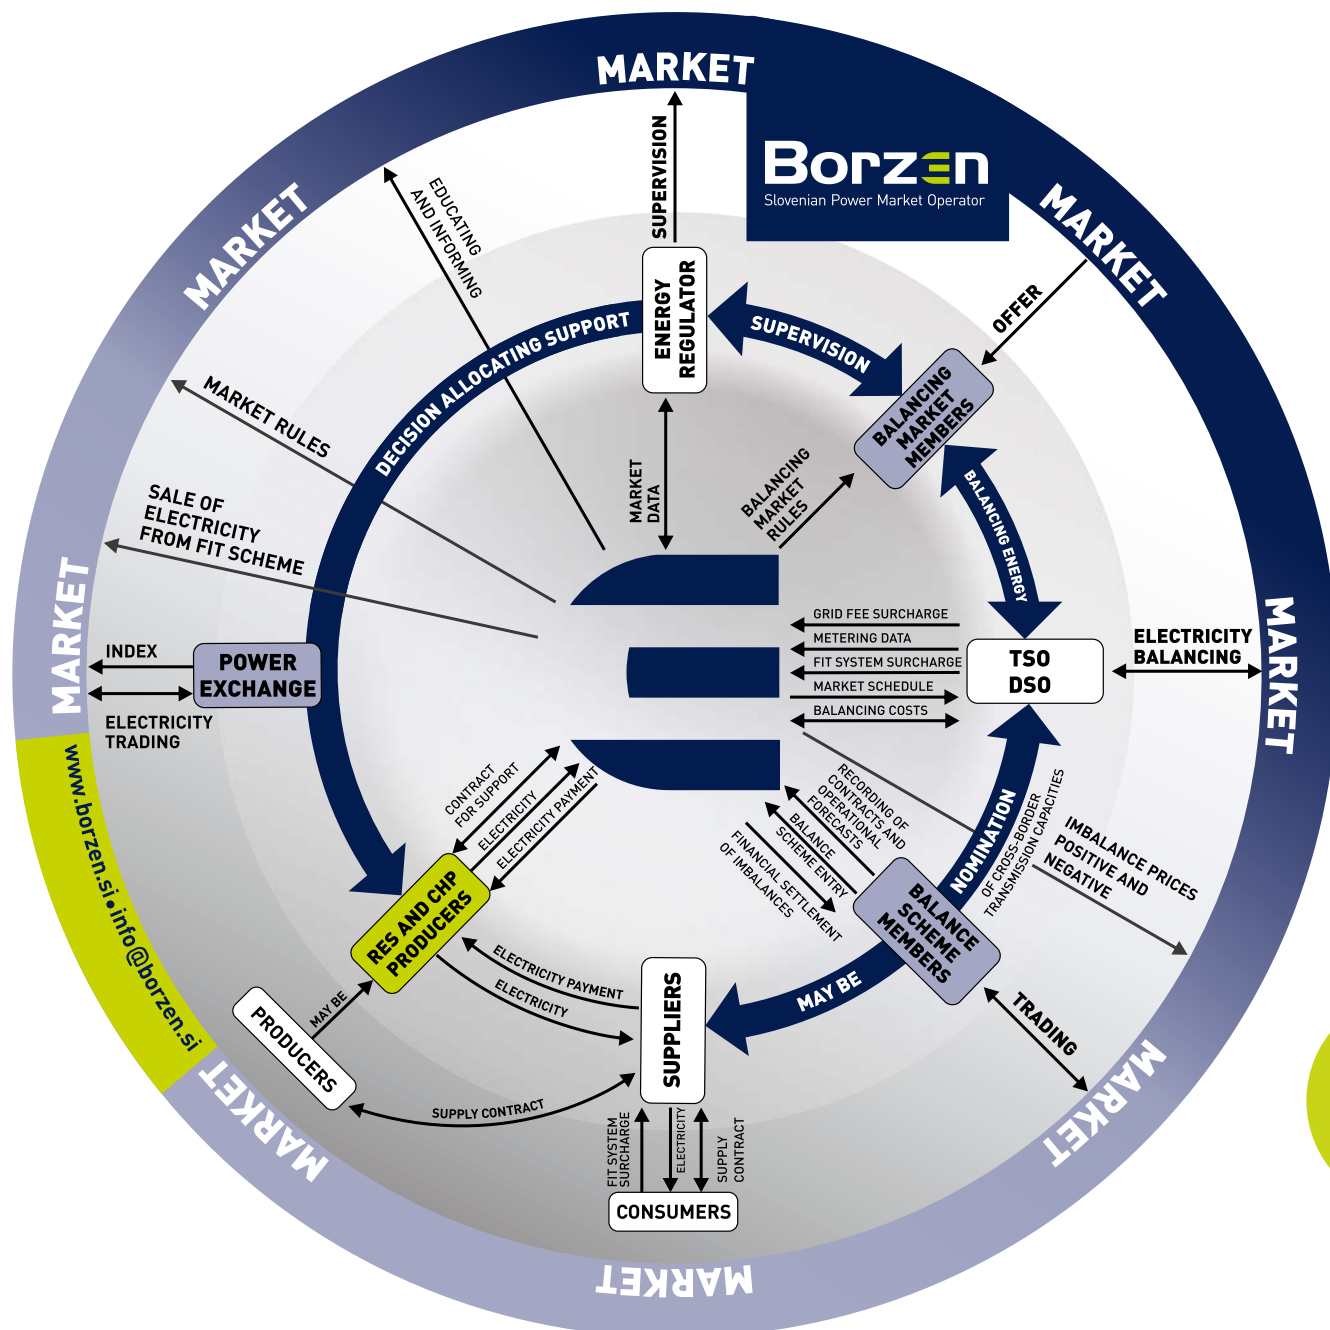 MARKET
Borzen
Slovenian Power Market Operator
MARKET
MARKET
EDUCATING
AND INFORMING
SUPERVISION
ENERGY
REGULATOR
SUPERVISION
OFFER
DECISION ALLOCATING SUPPORT
BALANCING
MARKET
MEMBERS
MARKET RULES
MARKET
DATA
BALANCING
MARKET
RULES
BALANCING ENERGY
SALE OF
ELECTRICITY
FROM FIT SCHEME
MARKET
MARKET
GRID FEE SURCHARGE
METERING DATA
FIT SYSTEM SURCHARGE
MARKET SCHEDULE
BALANCING COSTS
TSO
DSO
ELECTRICITY
BALANCING
INDEX
POWER
EXCHANGE
ELECTRICITY
TRADING
www.borzen.si•info@borzen.si
CONTRACT
FOR SUPPORT
ELECTRICITY
ELECTRICITY PAYMENT
RECORDING OF
CONTRACTS AND
OPERATIONAL
FORECASTS
BALANCE
SCHEME ENTRY
FINANCIAL SETTLEMENT
OF IMBALANCES
NOMINATION
OF CROSS-BORDER
TRANSMISSION CAPACITIES
IMBALANCE PRICES
POSITIVE AND
NEGATIVE
RES AND CHP
PRODUCERS
BALANCE
SCHEME
MEMBERS
ELECTRICITY PAYMENT
ELECTRICITY
MAY BE
MAY BE
PRODUCERS
SUPPLIERS
TRADING
SUPPLY CONTRACT
FIT SYSTEM
SURCHARGE
ELECTRICITY
SUPPLY
CONTRACT
CONSUMERS
MARKET
MARKET
MARKET